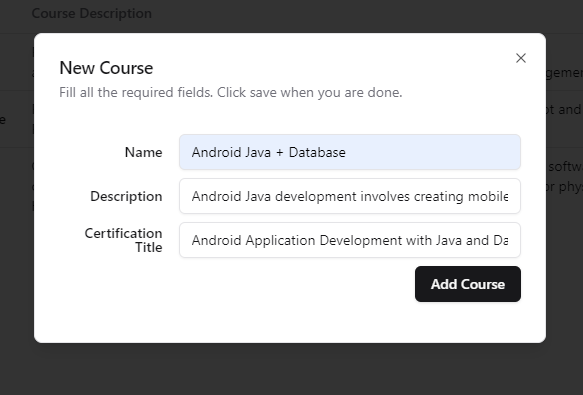 Course Description
New Course
Fill all the required fields. Click save when you are done.
Name
Android Java + Database
Description
Android Java development involves creating mobile
Certification
Title
Android Application Development with Java and Da
Add Course